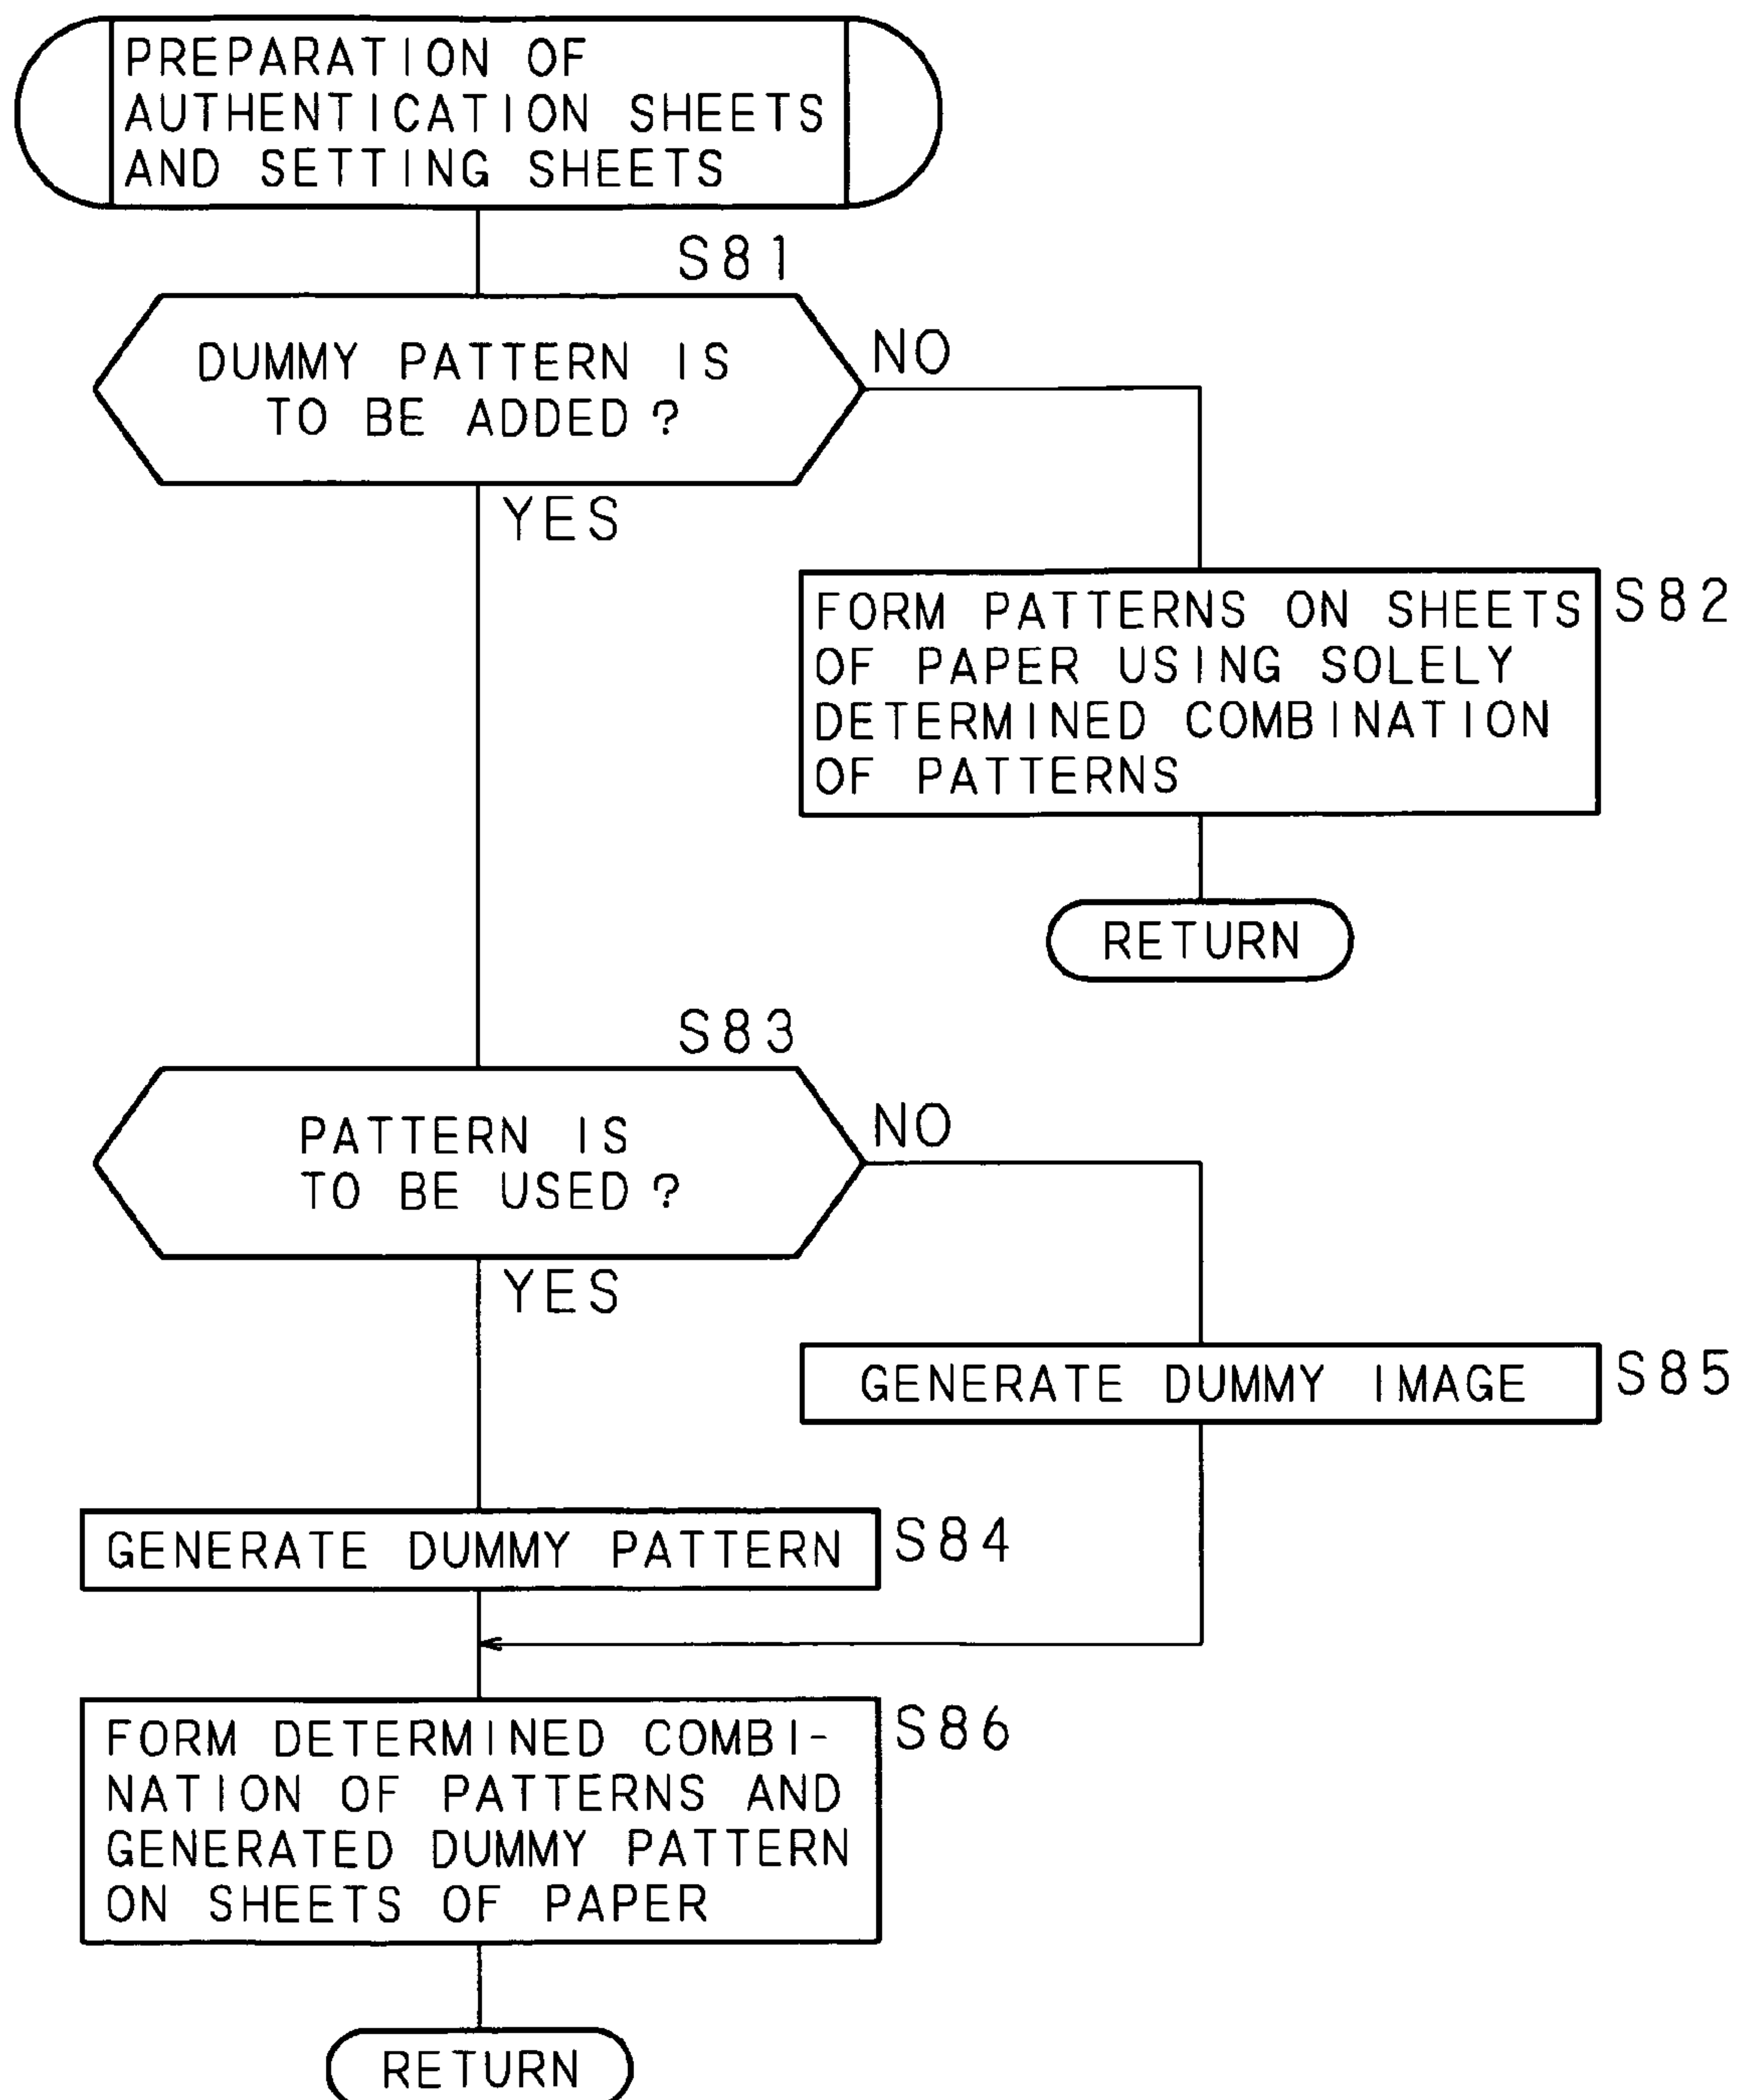 PREPARATION OF
AUTHENTICATION SHEETS
AND SETTING SHEETS
S81
DUMMY PATTERN IS
TO BE ADDED?
NO
YES
FORM PATTERNS ON SHEETS
OF PAPER USING SOLELY
DETERMINED COMBINATION
OF PATTERNS
S82
RETURN
S83
PATTERN IS
TO BE USED?
NO
YES
GENERATE DUMMY IMAGE
S85
GENERATE DUMMY PATTERN
S84
FORM DETERMINED COMBI-
NATION OF PATTERNS AND
GENERATED DUMMY PATTERN
ON SHEETS OF PAPER
S86
RETURN